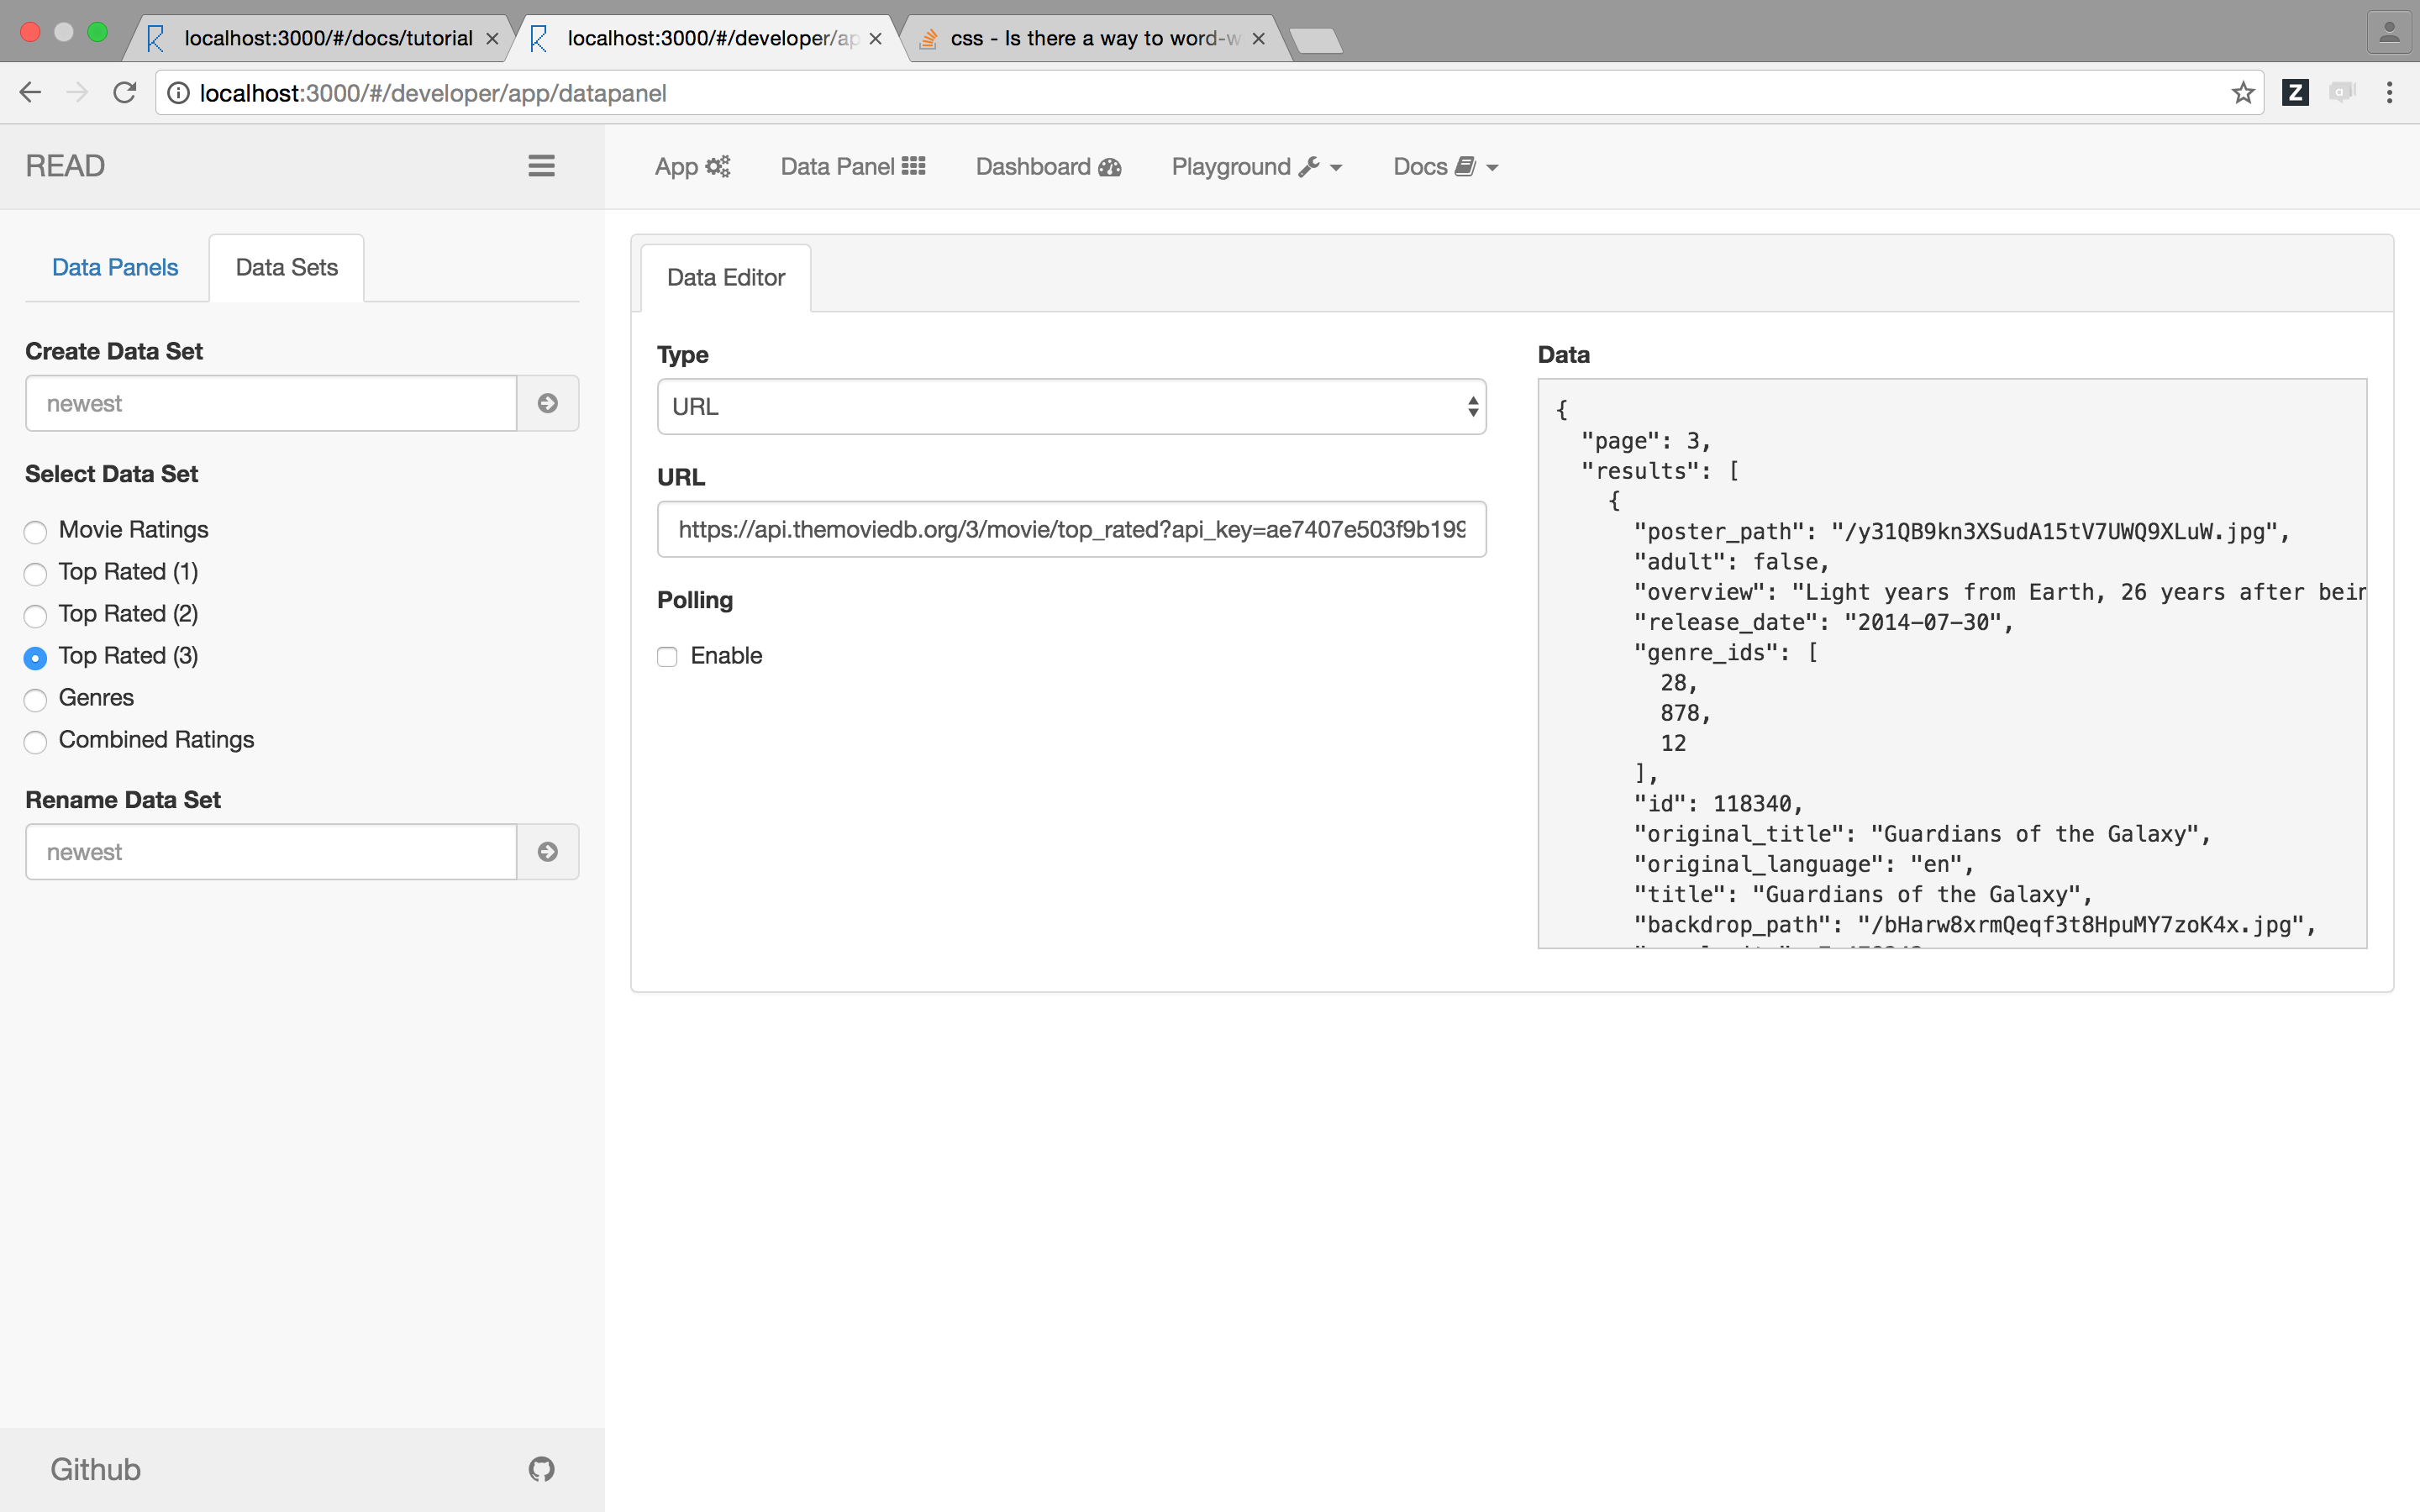 localhost:3000/#/docs/tutorial
localhost:3000/#/developer/ap
css - Is there a way to word-w
localhost:3000/#/developer/app/datapanel
Z
a
READ
App
Data Panel
Dashboard
Playground
Docs
Data Panels
Data Sets
Create Data Set
newest
Select Data Set
Movie Ratings
Top Rated (1)
Top Rated (2)
Top Rated (3)
Genres
Combined Ratings
Rename Data Set
newest
Github
Data Editor
Type
URL
URL
https://api.themoviedb.org/3/movie/top_rated?api_key=ae7407e503f9b199
Polling
Enable
Data
{
"page": 3,
"results": [
{
"poster_path": "/y31QB9kn3XSudA15tV7UWQ9XLuW.jpg",
"adult": false,
"overview": "Light years from Earth, 26 years after bein
"release_date": "2014-07-30",
"genre_ids": [
28,
878,
12
],
"id": 118340,
"original_title": "Guardians of the Galaxy",
"original_language": "en",
"title": "Guardians of the Galaxy",
"backdrop_path": "/bHarw8xrmQeqf3t8HpuMY7zoK4x.jpg",